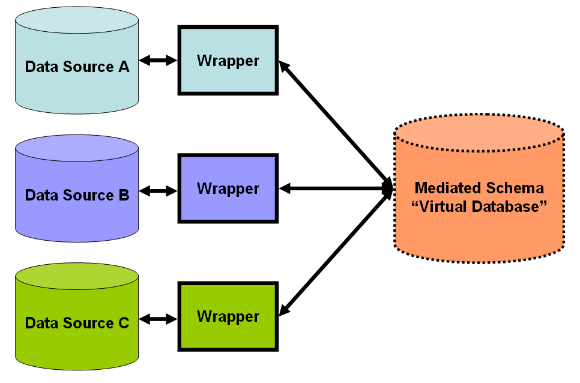 Data Source A
Wrapper
Data Source B
Wrapper
Mediated Schema
“Virtual Database”
Data Source C
Wrapper